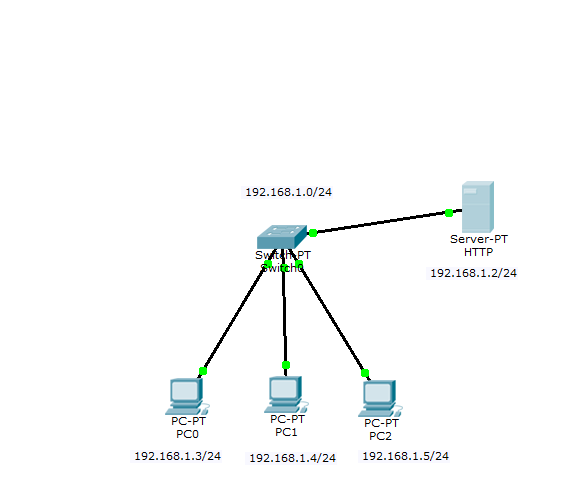 192.168.1.0/24
Switch-PT
Switch0
Server-PT
HTTP
192.168.1.2/24
PC-PT
PC0
PC-PT
PC1
PC-PT
PC2
192.168.1.3/24
192.168.1.4/24
192.168.1.5/24